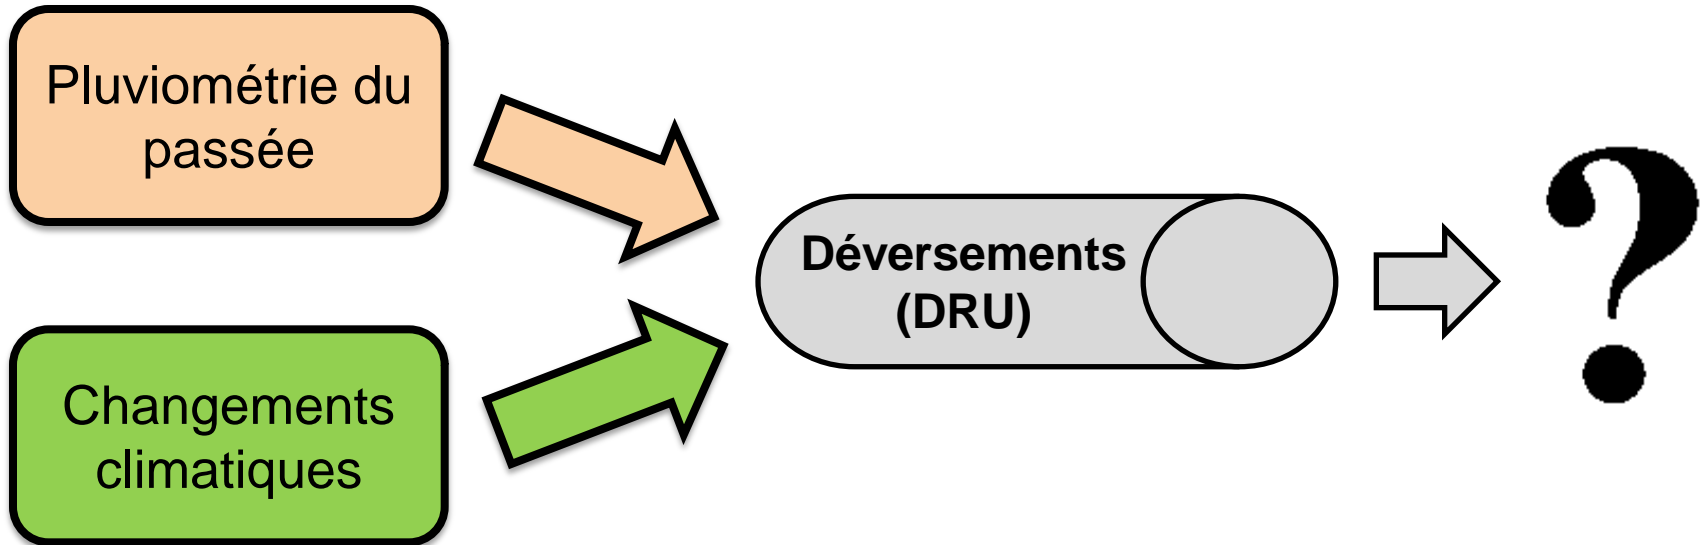 Pluviométrie du
passée
Changements
climatiques
Déversements
(DRU)
?